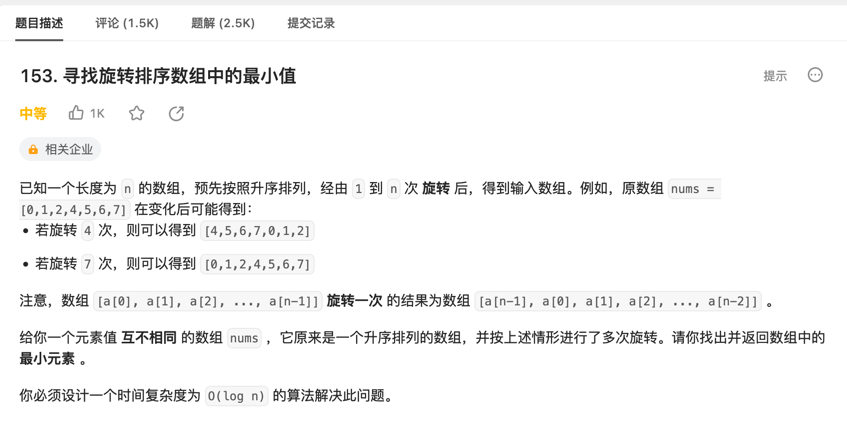 题目描述 评论 (1.5K) 题解 (2.5K) 提交记录
153. 寻找旋转排序数组中的最小值 提示
中等 1K
相关企业
已知一个长度为 n 的数组，预先按照升序排列，经由 1 到 n 次 旋转 后，得到输入数组。例如，原数组 nums =
[0,1,2,4,5,6,7] 在变化后可能得到：
• 若旋转 4 次，则可以得到 [4,5,6,7,0,1,2]
• 若旋转 7 次，则可以得到 [0,1,2,4,5,6,7]
注意，数组 [a[0], a[1], a[2], ..., a[n-1]] 旋转一次 的结果为数组 [a[n-1], a[0], a[1], a[2], ..., a[n-2]] 。
给你一个元素值 互不相同 的数组 nums ，它原来是一个升序排列的数组，并按上述情形进行了多次旋转。请你找出并返回数组中的
最小元素 。
你必须设计一个时间复杂度为 O(log n) 的算法解决此问题。